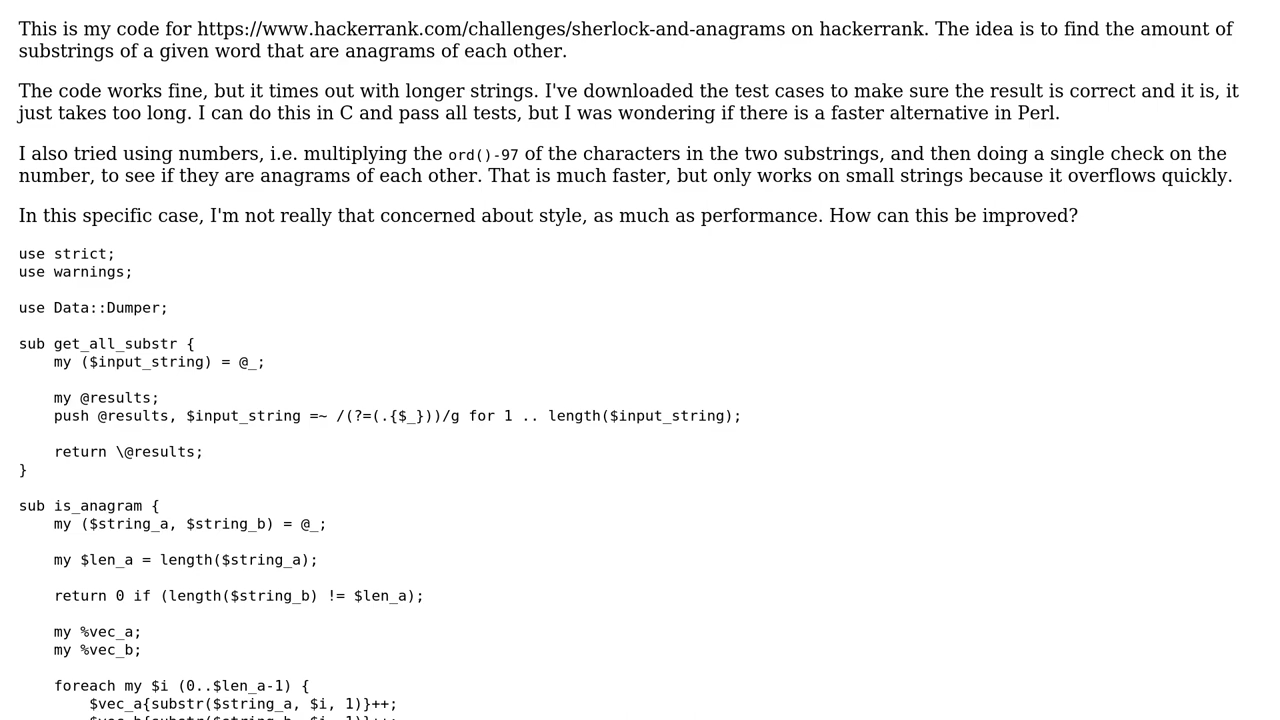 This is my code for https://www.hackerrank.com/challenges/sherlock-and-anagrams on hackerrank. The idea is to find the amount of
substrings of a given word that are anagrams of each other.
The code works fine, but it times out with longer strings. I've downloaded the test cases to make sure the result is correct and it is, it
just takes too long. I can do this in C and pass all tests, but I was wondering if there is a faster alternative in Perl.
I also tried using numbers, i.e. multiplying the ord()-97 of the characters in the two substrings, and then doing a single check on the
number, to see if they are anagrams of each other. That is much faster, but only works on small strings because it overflows quickly.
In this specific case, I'm not really that concerned about style, as much as performance. How can this be improved?
use strict;
use warnings;
use Data::Dumper;
sub get_all_substr {
    my ($input_string) = @_;
    my @results;
    push @results, $input_string =~ /(?=(.{$_}))/g for 1 .. length($input_string);
    return \@results;
}
sub is_anagram {
    my ($string_a, $string_b) = @_;
    my $len_a = length($string_a);
    return 0 if (length($string_b) != $len_a);
    my %vec_a;
    my %vec_b;
    foreach my $i (0..$len_a-1) {
        $vec_a{substr($string_a, $i, 1)}++;
        $vec_b{substr($string_b, $i, 1)}++;